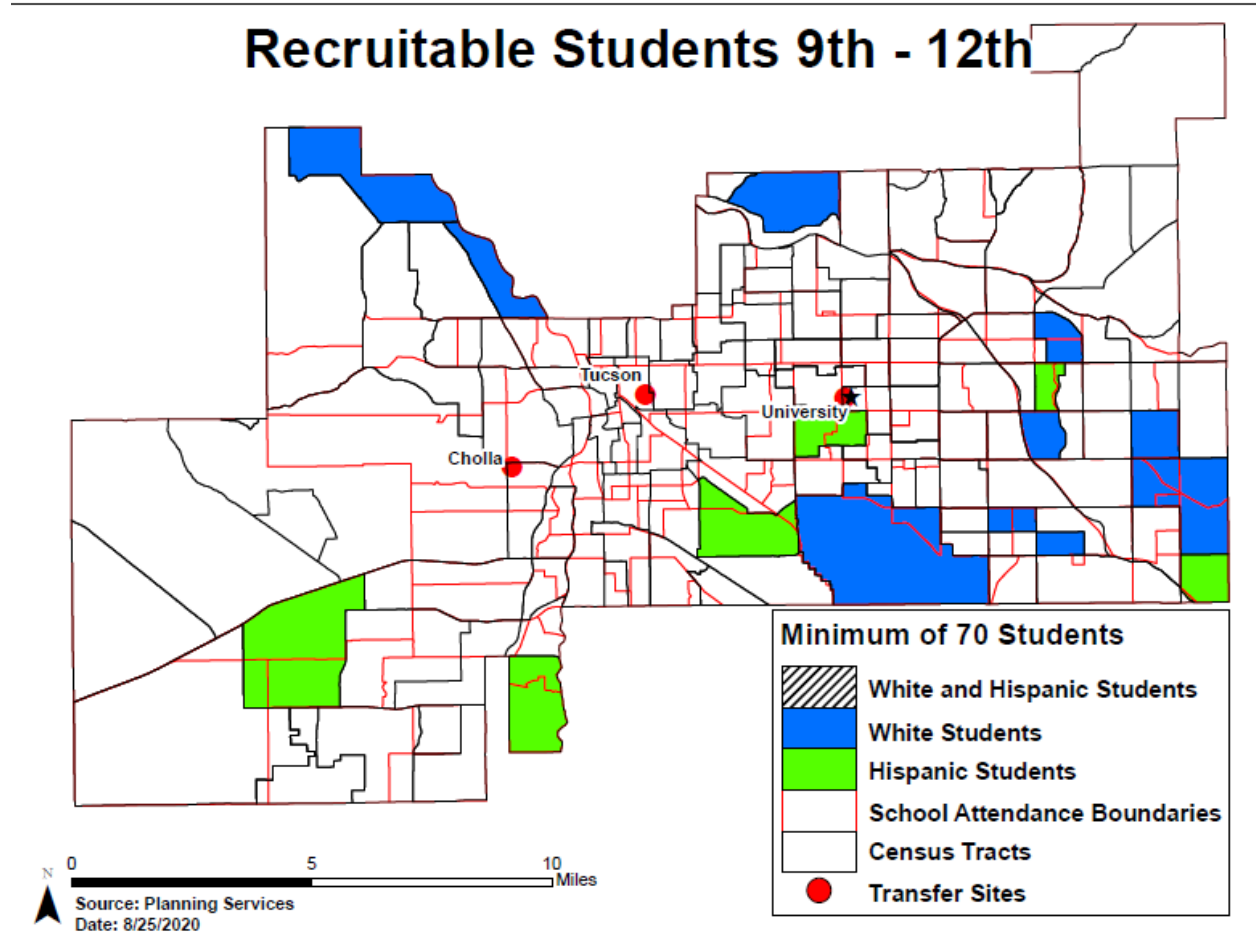 Recruitable Students 9th - 12th
Tucson
University
Cholla
Minimum of 70 Students
White and Hispanic Students
White Students
Hispanic Students
School Attendance Boundaries
Census Tracts
Transfer Sites
N
0 5 10
Miles
Source: Planning Services
Date: 8/25/2020